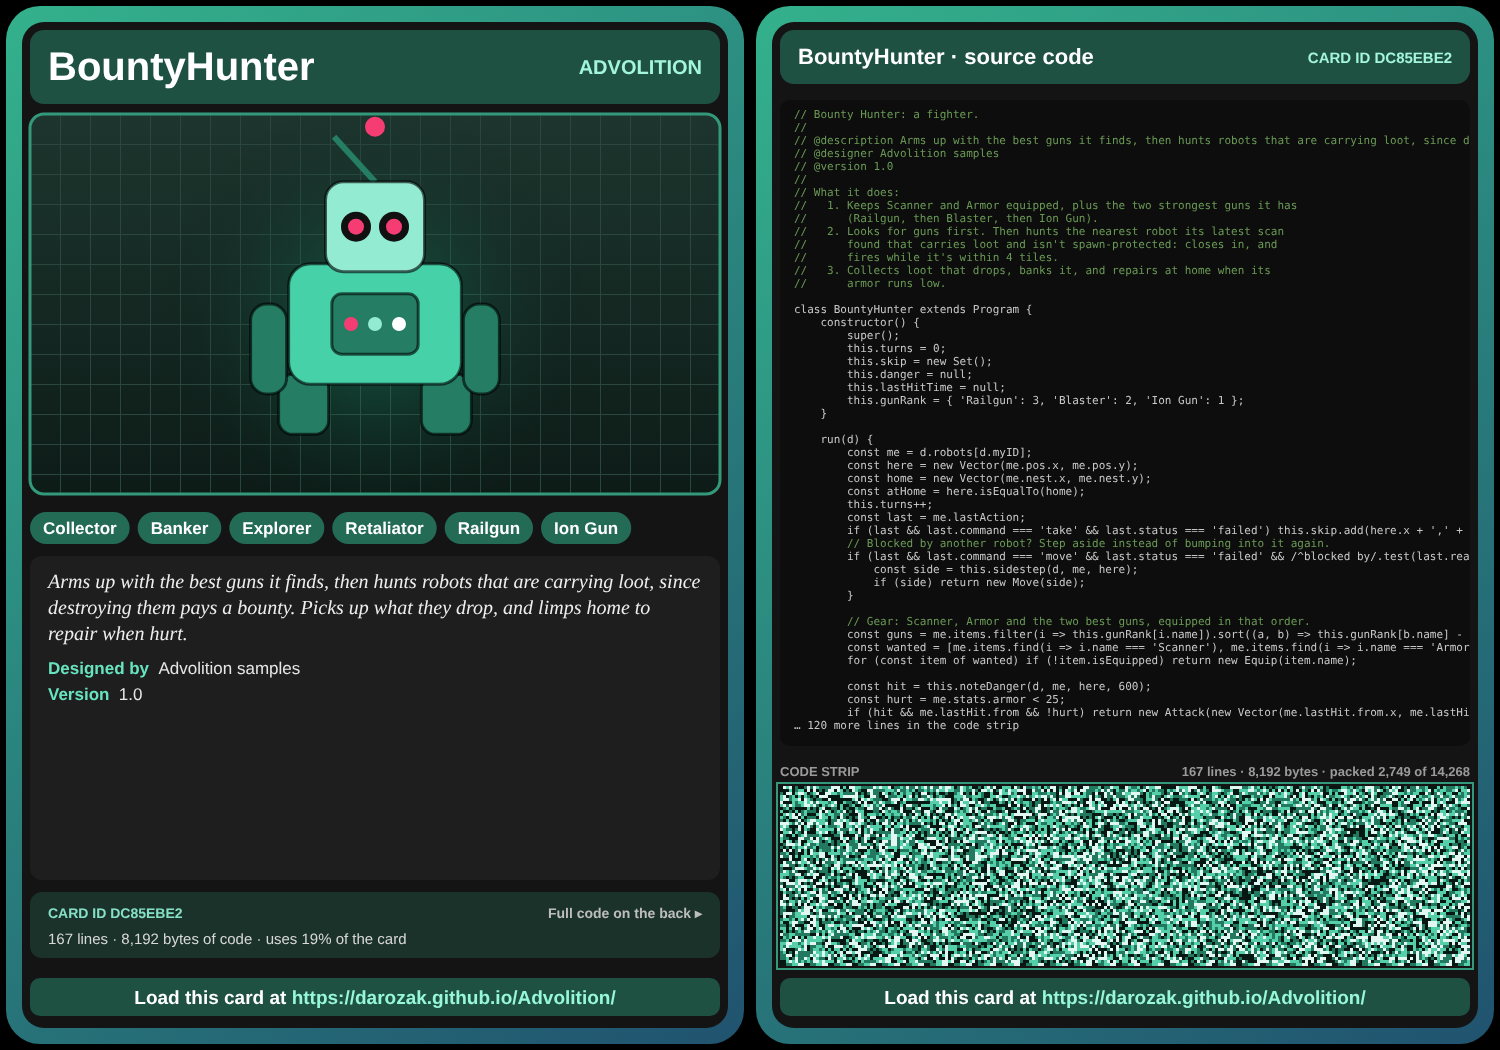 BountyHunter
ADVOLITION
Collector
Banker
Explorer
Retaliator
Railgun
Ion Gun
Arms up with the best guns it finds, then hunts robots that are carrying loot, since
destroying them pays a bounty. Picks up what they drop, and limps home to
repair when hurt.
Designed by Advolition samples
Version 1.0
CARD ID DC85EBE2
Full code on the back ▸
167 lines · 8,192 bytes of code · uses 19% of the card
Load this card at https://darozak.github.io/Advolition/
BountyHunter · source code
CARD ID DC85EBE2
// Bounty Hunter: a fighter.
//
// @description Arms up with the best guns it finds, then hunts robots that are carrying loot, since d
// @designer Advolition samples
// @version 1.0
//
// What it does:
//   1. Keeps Scanner and Armor equipped, plus the two strongest guns it has
//      (Railgun, then Blaster, then Ion Gun).
//   2. Looks for guns first. Then hunts the nearest robot its latest scan
//      found that carries loot and isn't spawn-protected: closes in, and
//      fires while it's within 4 tiles.
//   3. Collects loot that drops, banks it, and repairs at home when its
//      armor runs low.
class BountyHunter extends Program {
    constructor() {
        super();
        this.turns = 0;
        this.skip = new Set();
        this.danger = null;
        this.lastHitTime = null;
        this.gunRank = { 'Railgun': 3, 'Blaster': 2, 'Ion Gun': 1 };
    }
    run(d) {
        const me = d.robots[d.myID];
        const here = new Vector(me.pos.x, me.pos.y);
        const home = new Vector(me.nest.x, me.nest.y);
        const atHome = here.isEqualTo(home);
        this.turns++;
        const last = me.lastAction;
        if (last && last.command === 'take' && last.status === 'failed') this.skip.add(here.x + ',' +
        // Blocked by another robot? Step aside instead of bumping into it again.
        if (last && last.command === 'move' && last.status === 'failed' && /^blocked by/.test(last.rea
            const side = this.sidestep(d, me, here);
            if (side) return new Move(side);
        }
        // Gear: Scanner, Armor and the two best guns, equipped in that order.
        const guns = me.items.filter(i => this.gunRank[i.name]).sort((a, b) => this.gunRank[b.name] -
        const wanted = [me.items.find(i => i.name === 'Scanner'), me.items.find(i => i.name === 'Armor
        for (const item of wanted) if (!item.isEquipped) return new Equip(item.name);
        const hit = this.noteDanger(d, me, here, 600);
        const hurt = me.stats.armor < 25;
        if (hit && me.lastHit.from && !hurt) return new Attack(new Vector(me.lastHit.from.x, me.lastHi
… 120 more lines in the code strip
CODE STRIP
167 lines · 8,192 bytes · packed 2,749 of 14,268
Load this card at https://darozak.github.io/Advolition/